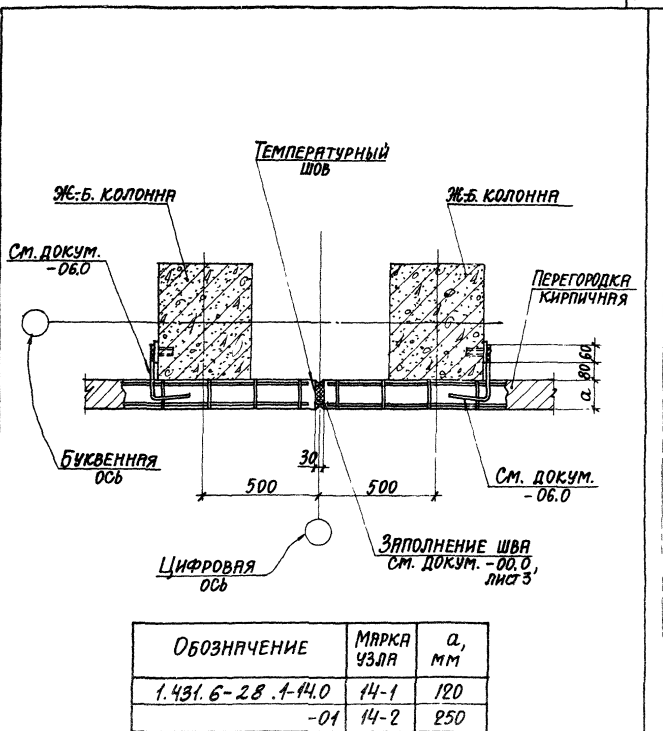 ТЕМПЕРАТУРНЫЙ
ШОВ
Ж.-Б. КОЛОННА
Ж.-Б. КОЛОННА
СМ. ДОКУМ.
-06.0
ПЕРЕГОРОДКА
КИРПИЧНАЯ
60
80
а
БУКВЕННАЯ
ОСЬ
30
500
500
СМ. ДОКУМ.
-06.0
ЦИФРОВАЯ
ОСЬ
ЗАПОЛНЕНИЕ ШВА
СМ. ДОКУМ. -00.0,
ЛИСТ 3
ОБОЗНАЧЕНИЕ МАРКА УЗЛА а, ММ
1.431.6-28.1-14.0 14-1 120
-01 14-2 250